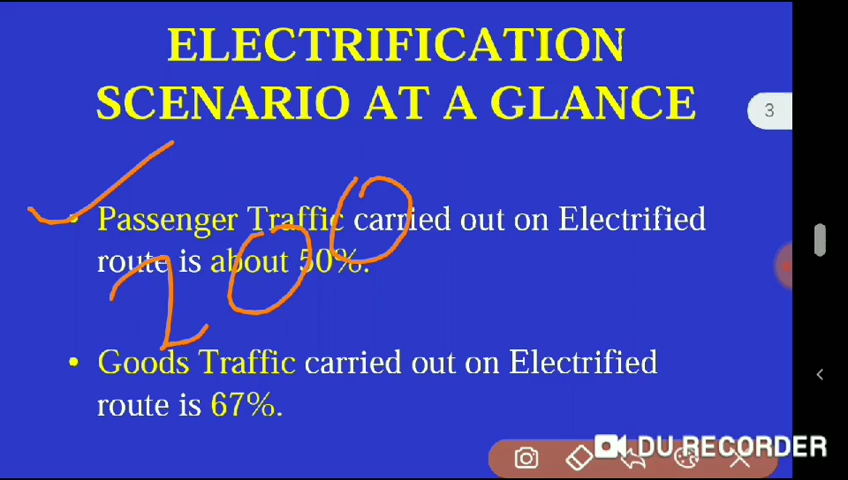 ELECTRIFICATION
SCENARIO AT A GLANCE
3
• Passenger Traffic carried out on Electrified
route is about 50%.
200
• Goods Traffic carried out on Electrified
route is 67%.
DU RECORDER